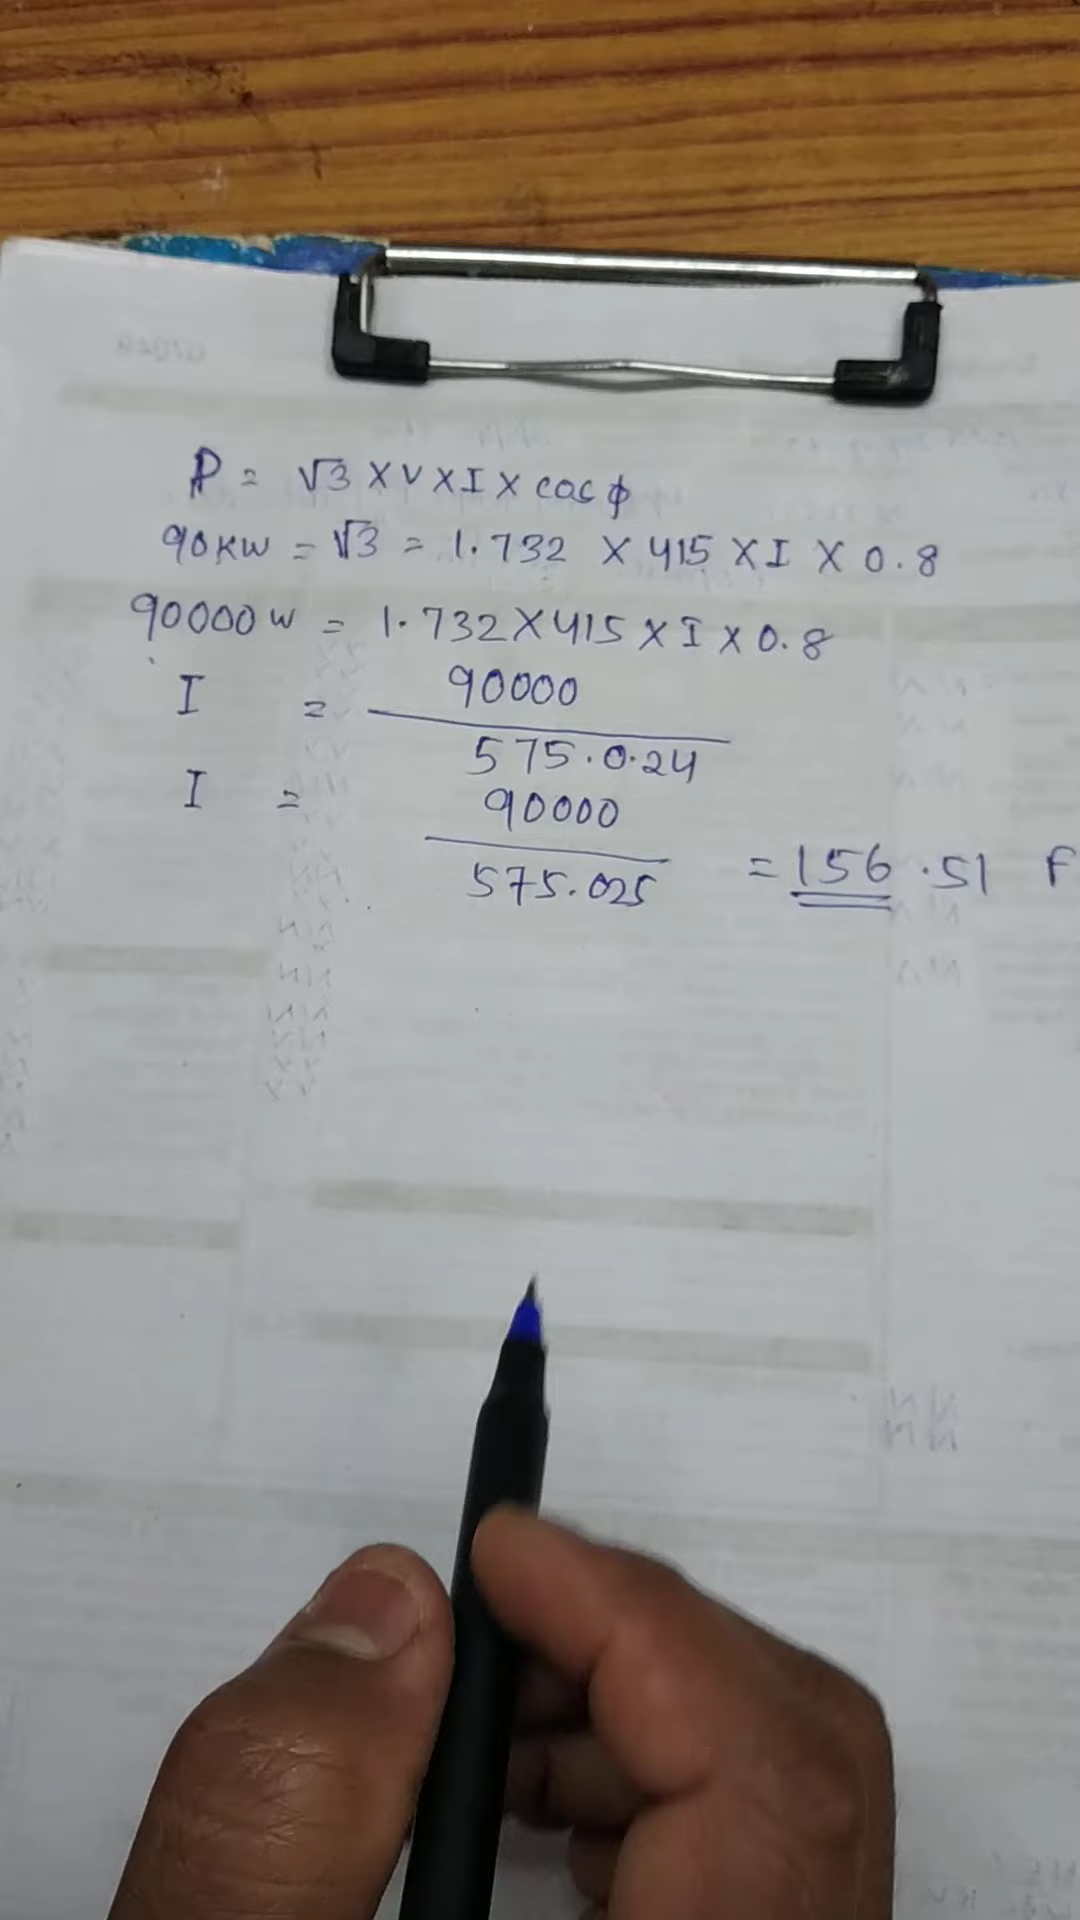 P = √3 X V X I X cos φ
90KW = √3 = 1.732 X 415 X I X 0.8
90000 W = 1.732 X 415 X I X 0.8
I = 90000
575.0.24
I = 90000
575.025 = 156.51 F